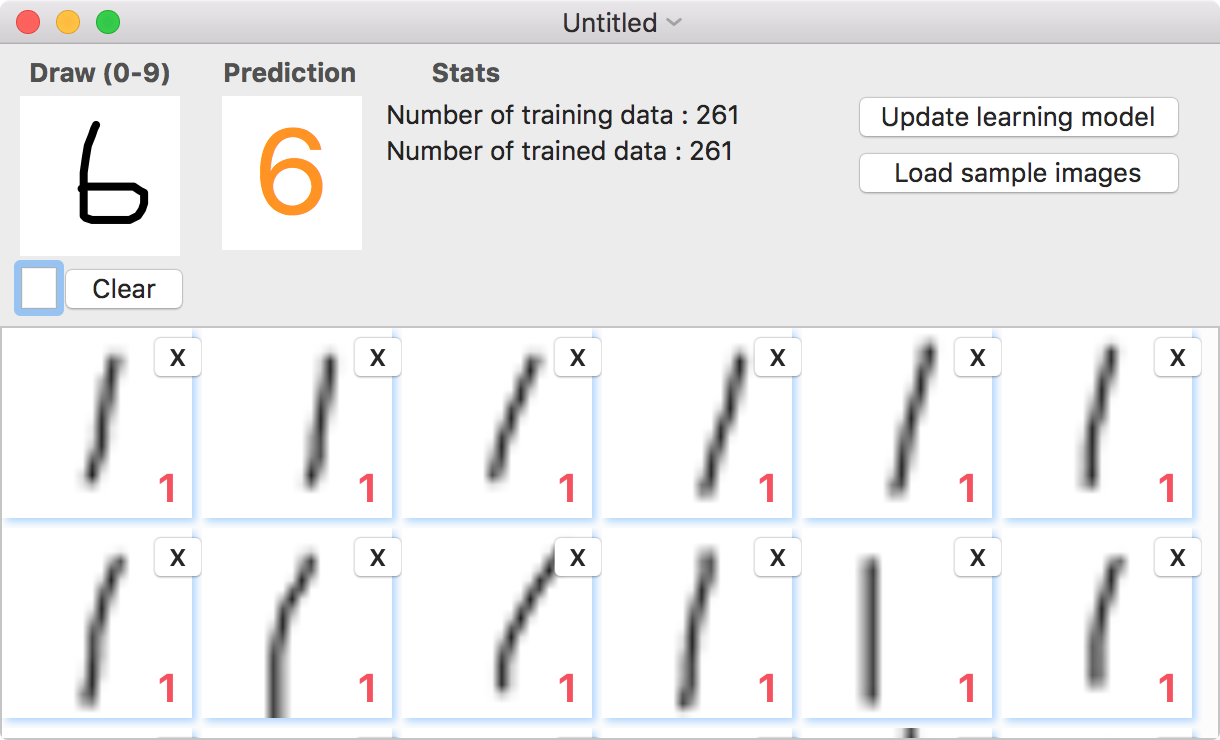 Untitled
Draw (0-9) Prediction Stats
6 6 Number of training data : 261 Update learning model
Number of trained data : 261 Load sample images
Clear
X X X X X X
1 1 1 1 1 1
X X X X X X
1 1 1 1 1 1